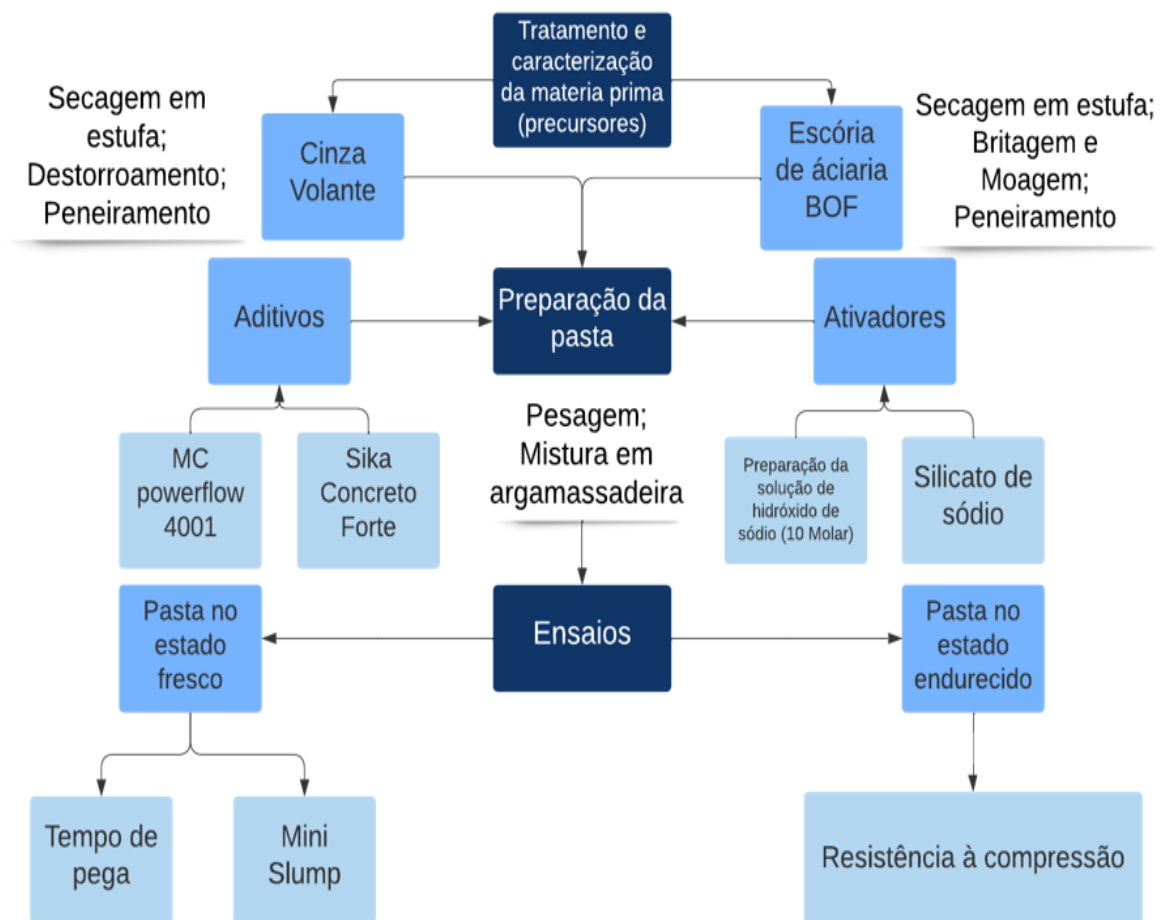 Tratamento e
caracterização
da materia prima
(precursores)
Secagem em
estufa;
Destorroamento;
Peneiramento
Cinza
Volante
Escória
de áciaria
BOF
Secagem em estufa;
Britagem e
Moagem;
Peneiramento
Aditivos
Preparação da
pasta
Ativadores
MC
powerflow
4001
Sika
Concreto
Forte
Pesagem;
Mistura em
argamassadeira
Preparação da
solução de
hidróxido de
sódio (10 Molar)
Silicato de
sódio
Pasta no
estado
fresco
Ensaios
Pasta no
estado
endurecido
Tempo de
pega
Mini
Slump
Resistência à compressão